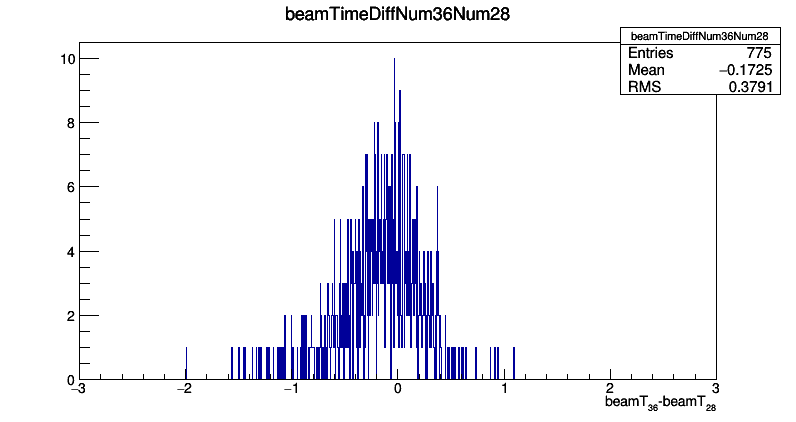 beamTimeDiffNum36Num28
beamTimeDiffNum36Num28
Entries 775
Mean −0.1725
RMS 0.3791
10
8
6
4
2
0
−3 −2 −1 0 1 2 3
beamT36-beamT28